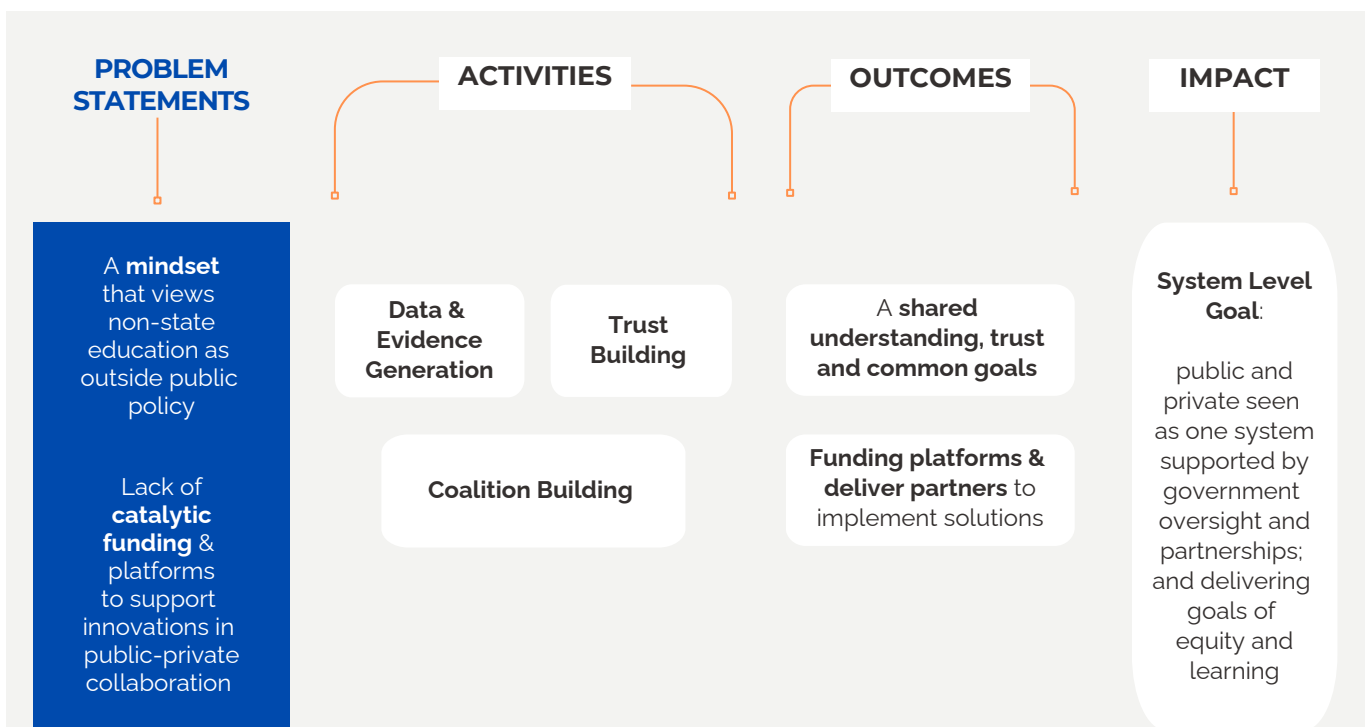 PROBLEM
STATEMENTS
ACTIVITIES
OUTCOMES
IMPACT
A mindset
that views
non-state
education as
outside public
policy
Lack of
catalytic
funding &
platforms
to support
innovations in
public-private
collaboration
Data &
Evidence
Generation
Trust
Building
Coalition Building
A shared
understanding, trust
and common goals
Funding platforms &
deliver partners to
implement solutions
System Level
Goal:
public and
private seen
as one system
supported by
government
oversight and
partnerships;
and delivering
goals of
equity and
learning